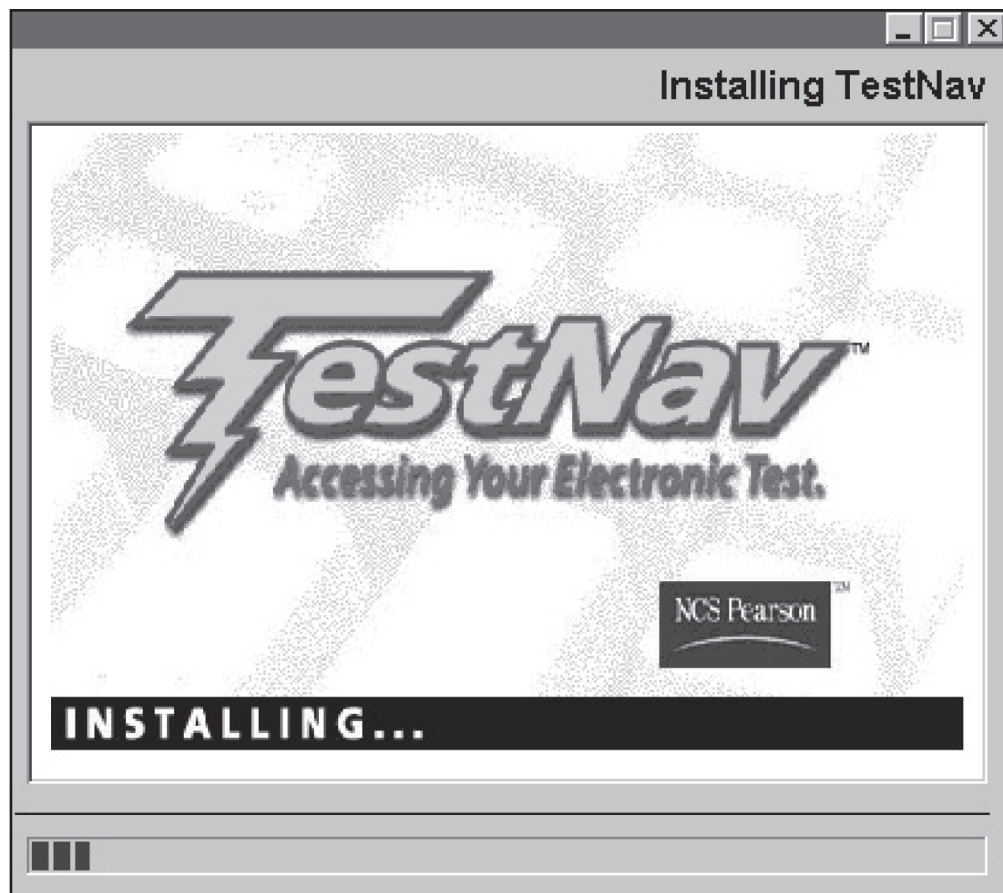 Installing TestNav
TestNav™
Accessing Your Electronic Test.
NCS Pearson™
INSTALLING...